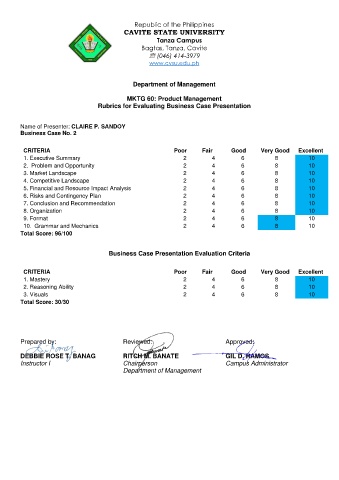 Republic of the Philippines
CAVITE STATE UNIVERSITY
Tanza Campus
Bagtas, Tanza, Cavite
☏ (046) 414-3979
www.cvsu.edu.ph
Department of Management
MKTG 60: Product Management
Rubrics for Evaluating Business Case Presentation
Name of Presenter: CLAIRE P. SANDOY
Business Case No. 2
CRITERIA Poor Fair Good Very Good Excellent
1. Executive Summary 2 4 6 8 10
2. Problem and Opportunity 2 4 6 8 10
3. Market Landscape 2 4 6 8 10
4. Competitive Landscape 2 4 6 8 10
5. Financial and Resource Impact Analysis 2 4 6 8 10
6. Risks and Contingency Plan 2 4 6 8 10
7. Conclusion and Recommendation 2 4 6 8 10
8. Organization 2 4 6 8 10
9. Format 2 4 6 8 10
10. Grammar and Mechanics 2 4 6 8 10
Total Score: 96/100
Business Case Presentation Evaluation Criteria
CRITERIA Poor Fair Good Very Good Excellent
1. Mastery 2 4 6 8 10
2. Reasoning Ability 2 4 6 8 10
3. Visuals 2 4 6 8 10
Total Score: 30/30
Prepared by: Reviewed: Approved:
DEBBIE ROSE T. BANAG RITCH M. BANATE GIL D. RAMOS
Instructor I Chairperson Campus Administrator
Department of Management